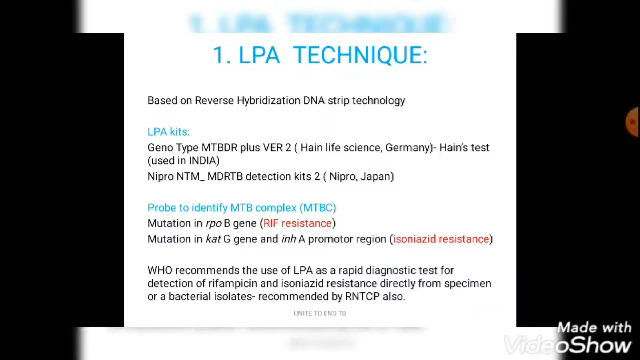 1. LPA TECHNIQUE:
Based on Reverse Hybridization DNA strip technology
LPA kits:
Geno Type MTBDR plus VER 2 ( Hain life science, Germany)- Hain's test
(used in INDIA)
Nipro NTM_ MDRTB detection kits 2 ( Nipro, Japan)
Probe to identify MTB complex (MTBC)
Mutation in rpo B gene (RIF resistance)
Mutation in kat G gene and inh A promotor region (isoniazid resistance)
WHO recommends the use of LPA as a rapid diagnostic test for
detection of rifampicin and isoniazid resistance directly from specimen
or a bacterial isolates- recommended by RNTCP also.
UNITE TO END TB
Made with
VideoShow